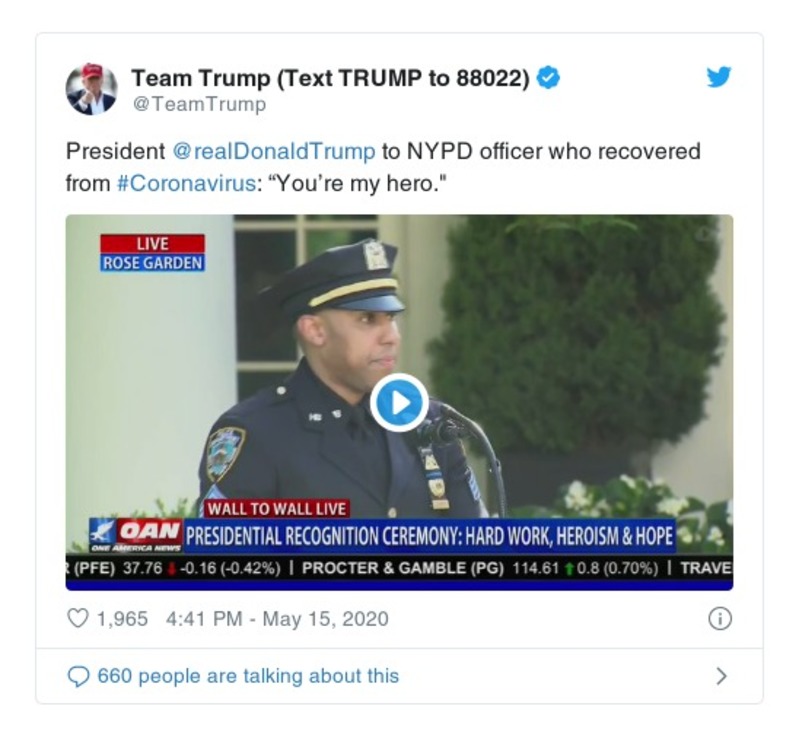 Team Trump (Text TRUMP to 88022)
@TeamTrump
President @realDonaldTrump to NYPD officer who recovered
from #Coronavirus: “You’re my hero."
LIVE
ROSE GARDEN
WALL TO WALL LIVE
OAN
ONE AMERICA NEWS
PRESIDENTIAL RECOGNITION CEREMONY: HARD WORK, HEROISM & HOPE
(PFE) 37.76 -0.16 (-0.42%) | PROCTER & GAMBLE (PG) 114.61 0.8 (0.70%) | TRAVE
1,965 4:41 PM - May 15, 2020
660 people are talking about this